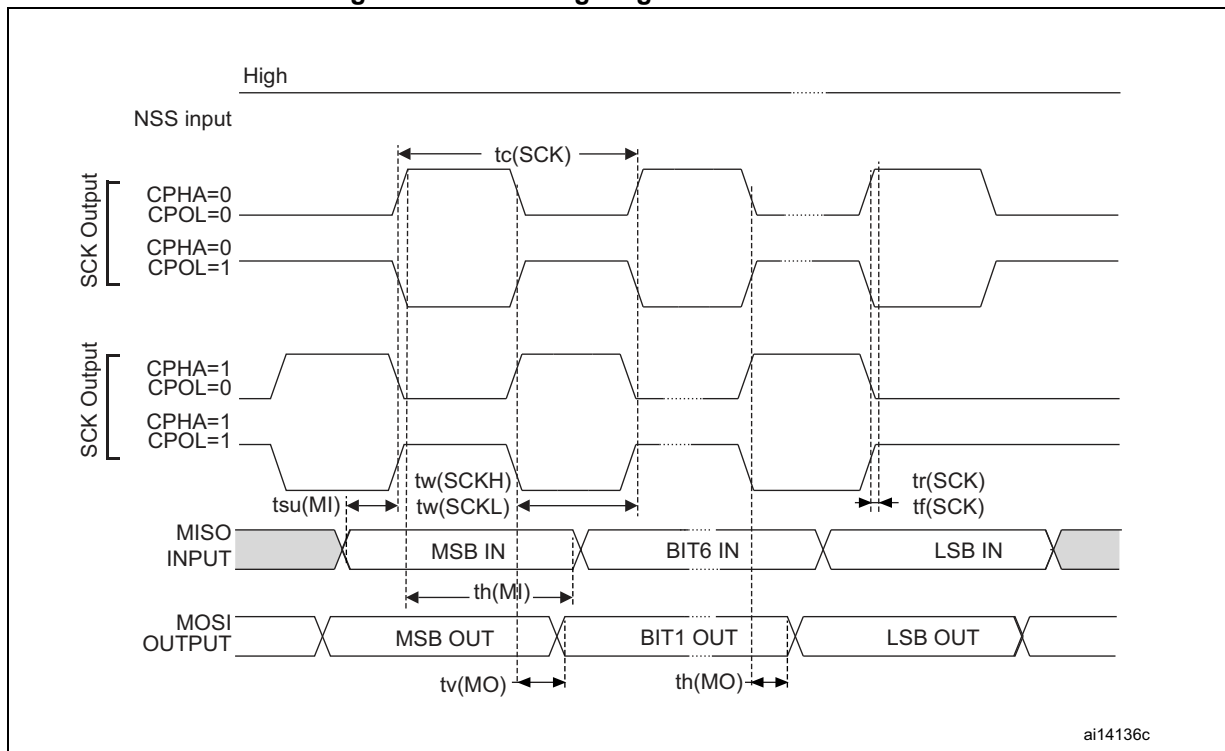 High
NSS input
tc(SCK)
SCK Output
CPHA=0
CPOL=0
CPHA=0
CPOL=1
SCK Output
CPHA=1
CPOL=0
CPHA=1
CPOL=1
tw(SCKH)
tw(SCKL)
tr(SCK)
tf(SCK)
tsu(MI)
MISO
INPUT
MSB IN
BIT6 IN
LSB IN
th(MI)
MOSI
OUTPUT
MSB OUT
BIT1 OUT
LSB OUT
tv(MO)
th(MO)
ai14136c